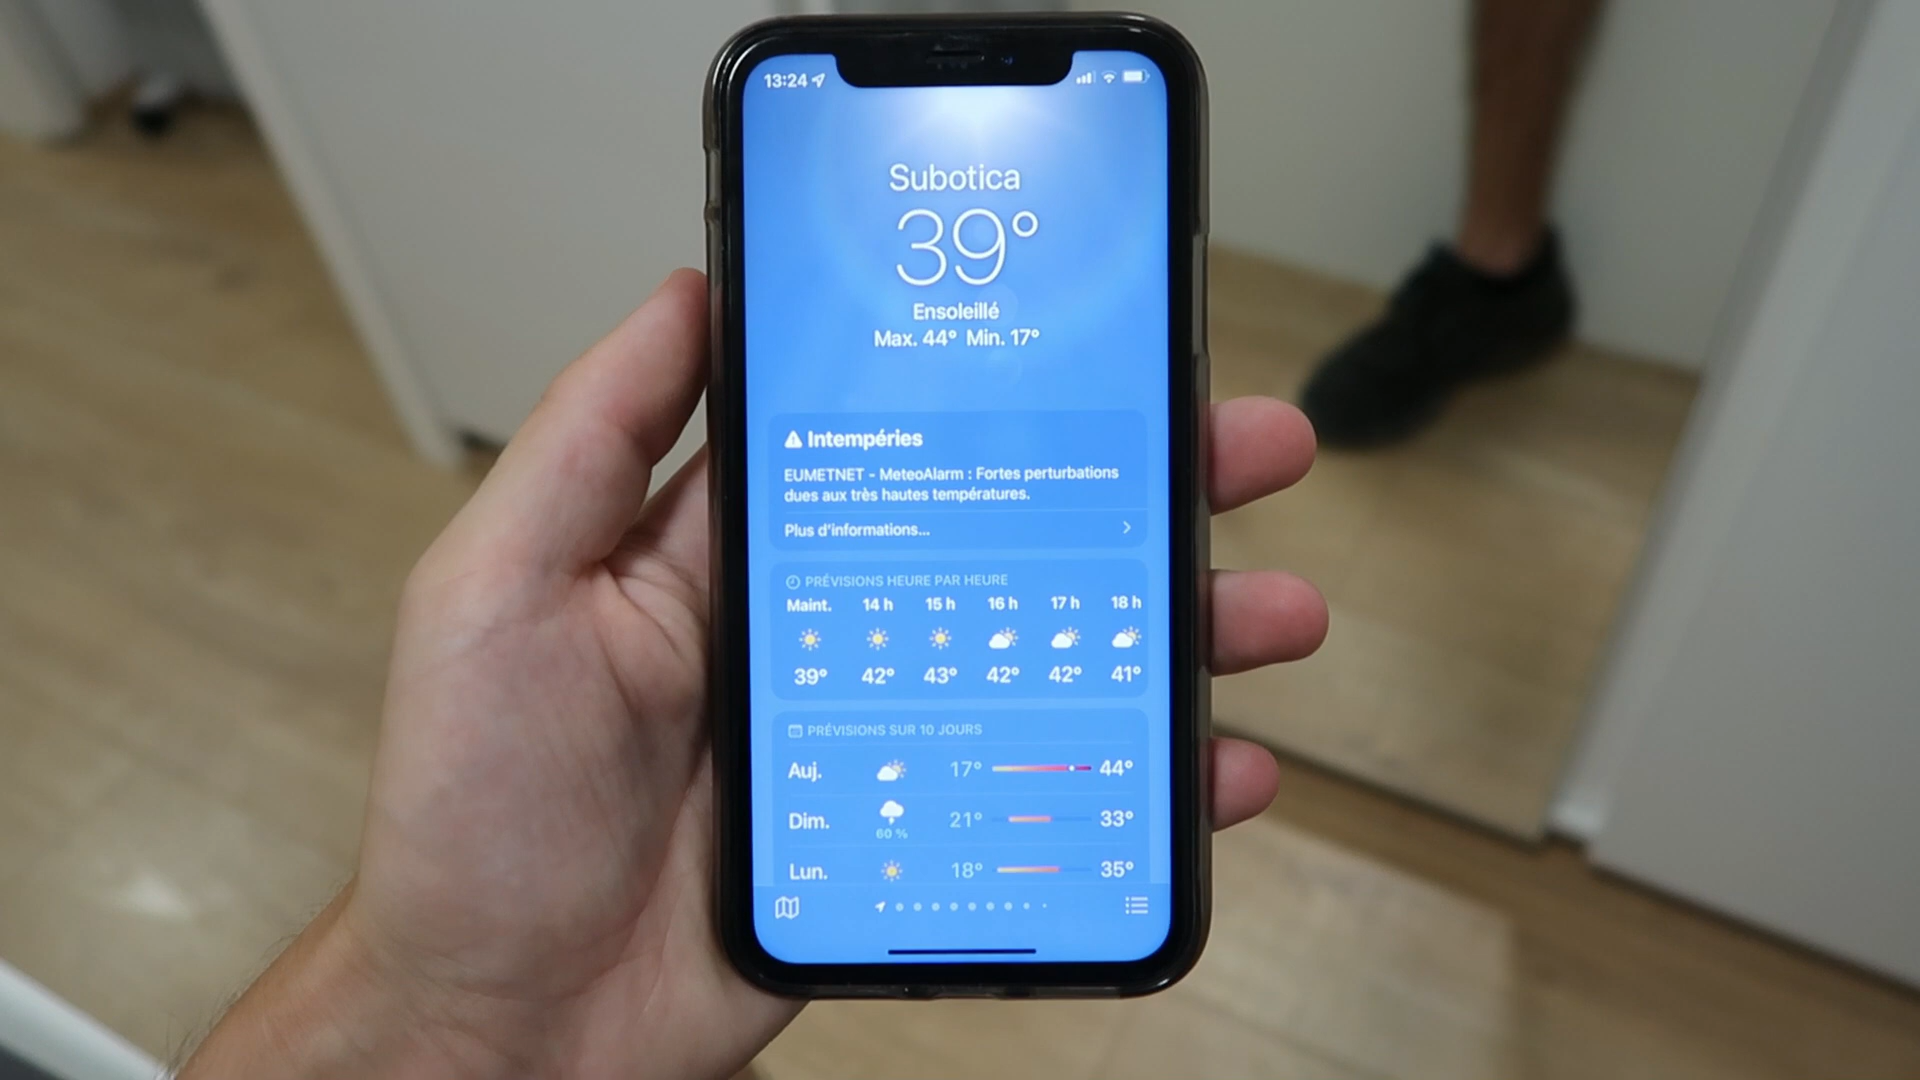 13:24
Subotica
39°
Ensoleillé
Max. 44° Min. 17°
Intempéries
EUMETNET - MeteoAlarm : Fortes perturbations
dues aux très hautes températures.
Plus d'informations...
PRÉVISIONS HEURE PAR HEURE
Maint. 14 h 15 h 16 h 17 h 18 h
39° 42° 43° 42° 42° 41°
PRÉVISIONS SUR 10 JOURS
Auj. 17° 44°
Dim. 60 % 21° 33°
Lun. 18° 35°